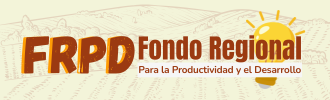 FRPD Fondo Regional
Para la Productividad y el Desarrollo